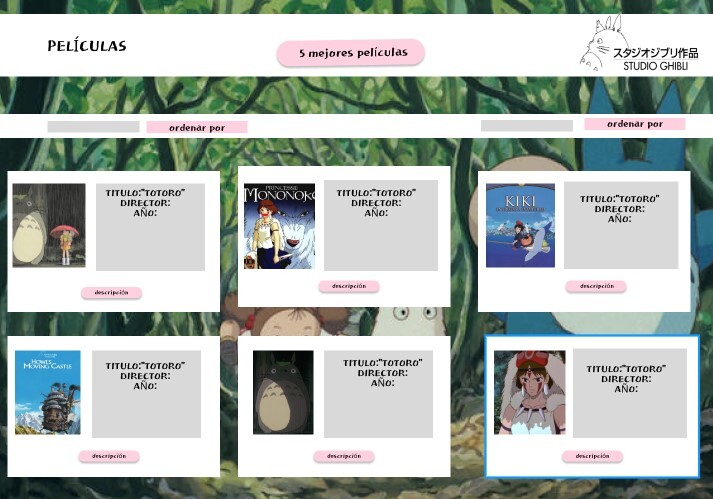 PELÍCULAS
5 mejores películas
スタジオジブリ作品
STUDIO GHIBLI
ordenar por
ordenar por
TITULO:"TOTORO"
DIRECTOR:
AÑO:
descripción
PRINCESSE
MONONOKE
TITULO:"TOTORO"
DIRECTOR:
AÑO:
descripción
KIKI
TITULO:"TOTORO"
DIRECTOR:
AÑO:
descripción
HOWL'S
MOVING CASTLE
TITULO:"TOTORO"
DIRECTOR:
AÑO:
descripción
TITULO:"TOTORO"
DIRECTOR:
AÑO:
descripción
TITULO:"TOTORO"
DIRECTOR:
AÑO:
descripción